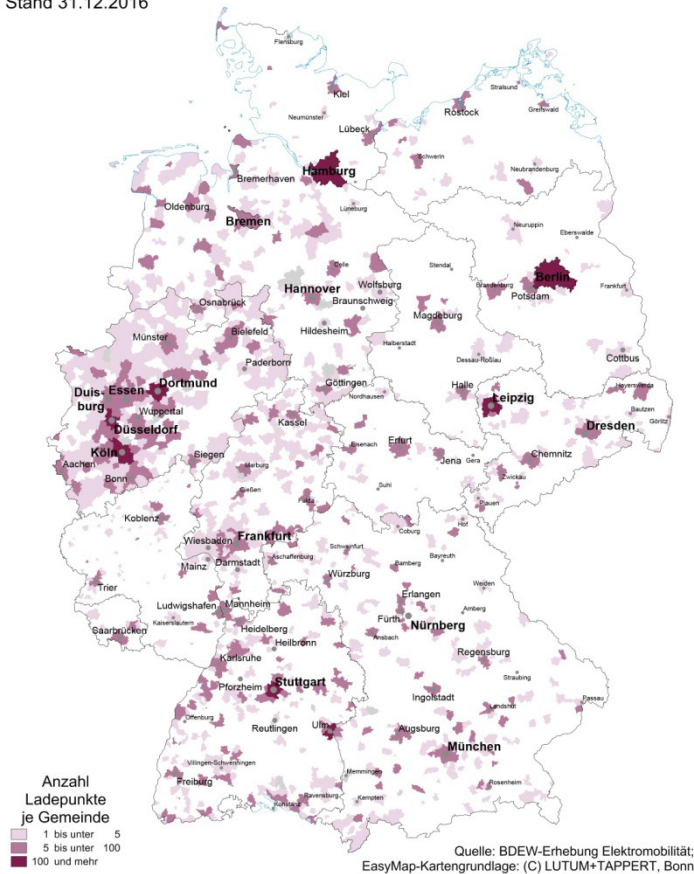 Stand 31.12.2016
Flensburg
Kiel
Stralsund
Rostock
Greifswald
Neumünster
Lübeck
Schwerin
Neubrandenburg
Bremerhaven
Hamburg
Oldenburg
Bremen
Lüneburg
Neuruppin
Eberswalde
Celle
Stendal
Berlin
Hannover
Wolfsburg
Brandenburg
Potsdam
Frankfurt
Osnabrück
Braunschweig
Magdeburg
Münster
Bielefeld
Hildesheim
Halberstadt
Paderborn
Dessau-Roßlau
Cottbus
Göttingen
Nordhausen
Halle
Leipzig
Hoyerswerda
Duis-
burg
Essen
Dortmund
Wuppertal
Düsseldorf
Kassel
Bautzen
Görlitz
Dresden
Köln
Siegen
Eisenach
Erfurt
Jena
Gera
Chemnitz
Aachen
Bonn
Marburg
Gießen
Suhl
Zwickau
Plauen
Koblenz
Fulda
Coburg
Hof
Wiesbaden
Frankfurt
Mainz
Darmstadt
Aschaffenburg
Schweinfurt
Bamberg
Bayreuth
Trier
Würzburg
Weiden
Ludwigshafen
Mannheim
Erlangen
Fürth
Nürnberg
Amberg
Kaiserslautern
Saarbrücken
Heidelberg
Heilbronn
Ansbach
Karlsruhe
Regensburg
Pforzheim
Stuttgart
Straubing
Ingolstadt
Passau
Offenburg
Reutlingen
Ulm
Augsburg
Landshut
München
Villingen-Schwenningen
Memmingen
Freiburg
Ravensburg
Konstanz
Kempten
Rosenheim
Anzahl
Ladepunkte
je Gemeinde
1 bis unter 5
5 bis unter 100
100 und mehr
Quelle: BDEW-Erhebung Elektromobilität;
EasyMap-Kartengrundlage: (C) LUTUM+TAPPERT, Bonn